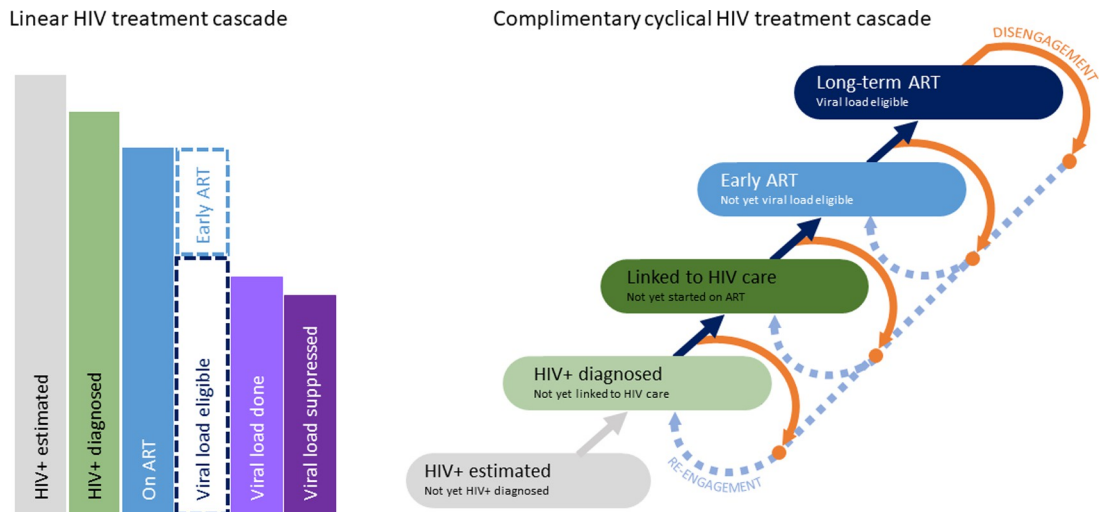 Linear HIV treatment cascade
HIV+ estimated
HIV+ diagnosed
On ART
Early ART
Viral load eligible
Viral load done
Viral load suppressed
Complimentary cyclical HIV treatment cascade
DISENGAGEMENT
Long-term ART
Viral load eligible
Early ART
Not yet viral load eligible
Linked to HIV care
Not yet started on ART
HIV+ diagnosed
Not yet linked to HIV care
HIV+ estimated
Not yet HIV+ diagnosed
RE-ENGAGEMENT